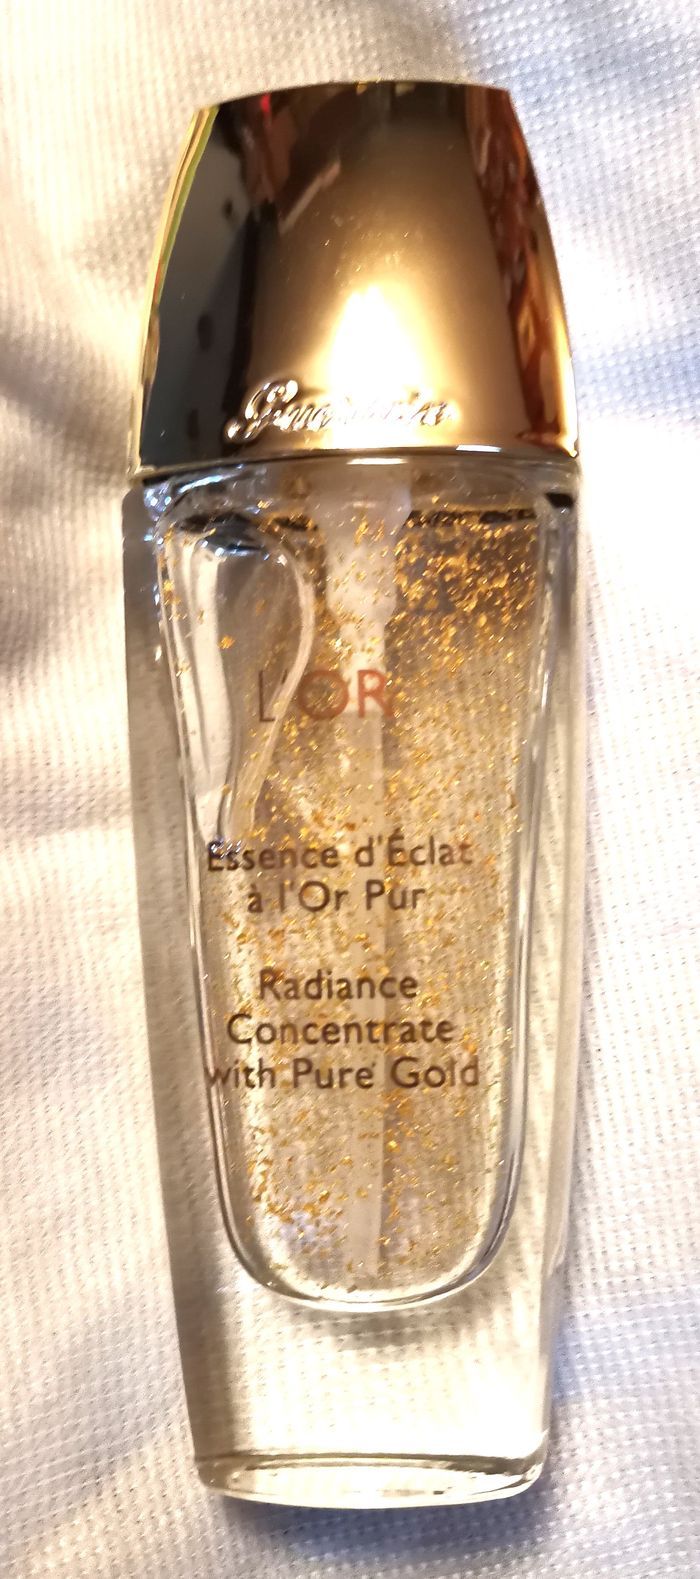 Guerlain
L'OR
Essence d'Éclat
à l'Or Pur
Radiance
Concentrate
with Pure Gold